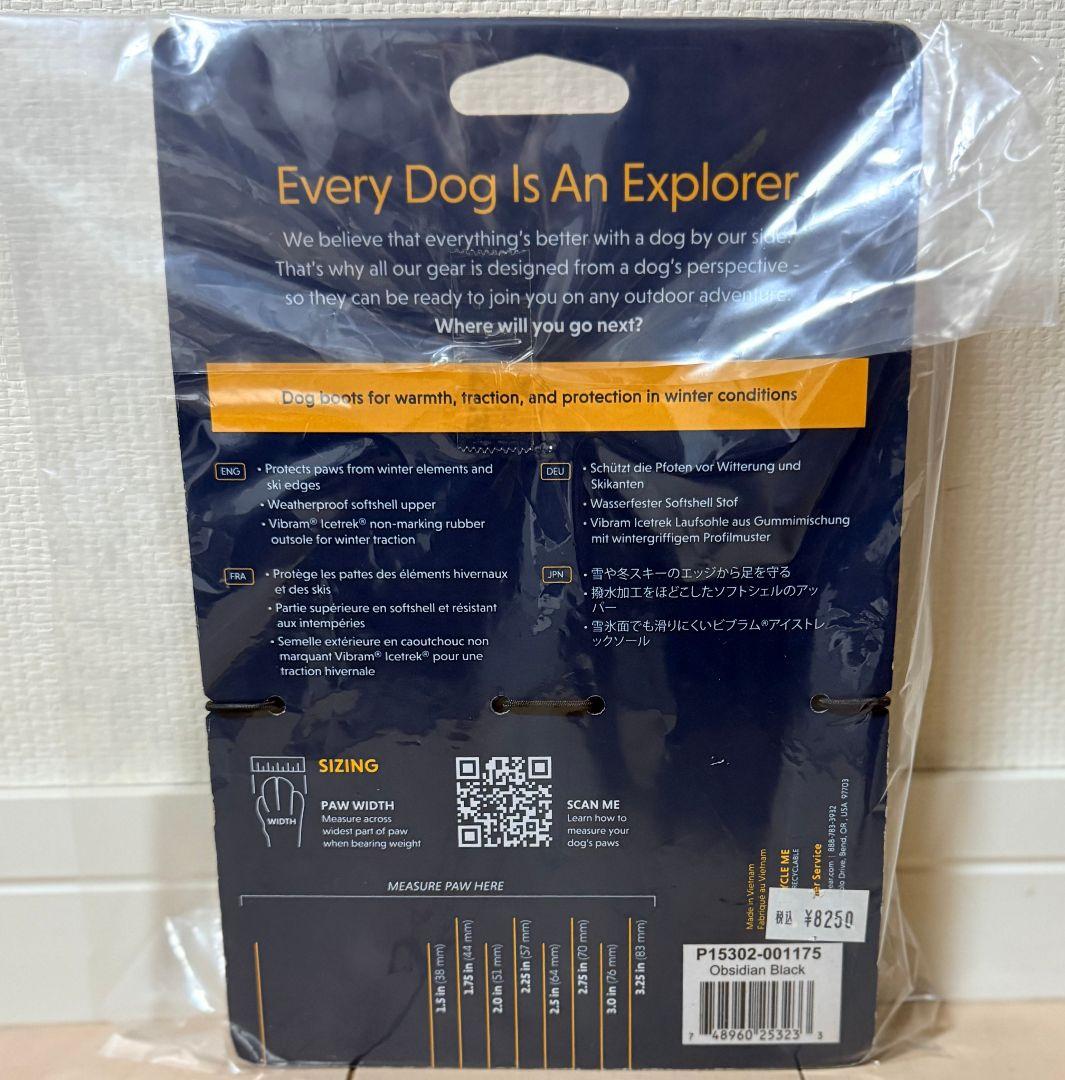 Every Dog Is An Explorer
We believe that everything's better with a dog by our side.
That's why all our gear is designed from a dog's perspective -
so they can be ready to join you on any outdoor adventure.
Where will you go next?
Dog boots for warmth, traction, and protection in winter conditions
ENG
• Protects paws from winter elements and
ski edges
• Weatherproof softshell upper
• Vibram® Icetrek® non-marking rubber
outsole for winter traction
DEU
• Schützt die Pfoten vor Witterung und
Skikanten
• Wasserfester Softshell Stof
• Vibram Icetrek Laufsohle aus Gummimischung
mit wintergriffigem Profilmuster
FRA
• Protège les pattes des éléments hivernaux
et des skis
• Partie supérieure en softshell et résistant
aux intempéries
• Semelle extérieure en caoutchouc non
marquant Vibram® Icetrek® pour une
traction hivernale
JPN
• 雪や冬スキーのエッジから足を守る
• 撥水加工をほどこしたソフトシェルのアッ
パー
• 雪氷面でも滑りにくいビブラム®アイストレ
ックソール
SIZING
WIDTH
PAW WIDTH
Measure across
widest part of paw
when bearing weight
SCAN ME
Learn how to
measure your
dog's paws
MEASURE PAW HERE
1.5 in (38 mm)
1.75 in (44 mm)
2.0 in (51 mm)
2.25 in (57 mm)
2.5 in (64 mm)
2.75 in (70 mm)
3.0 in (76 mm)
3.25 in (83 mm)
Made in Vietnam
Fabriqué au Vietnam
CYCLE ME
RECYCLABLE
Service
888-783-3932
Drive, Bend, OR, USA 97703
税込 ¥8250
P15302-001175
Obsidian Black
7 48960 25323 3